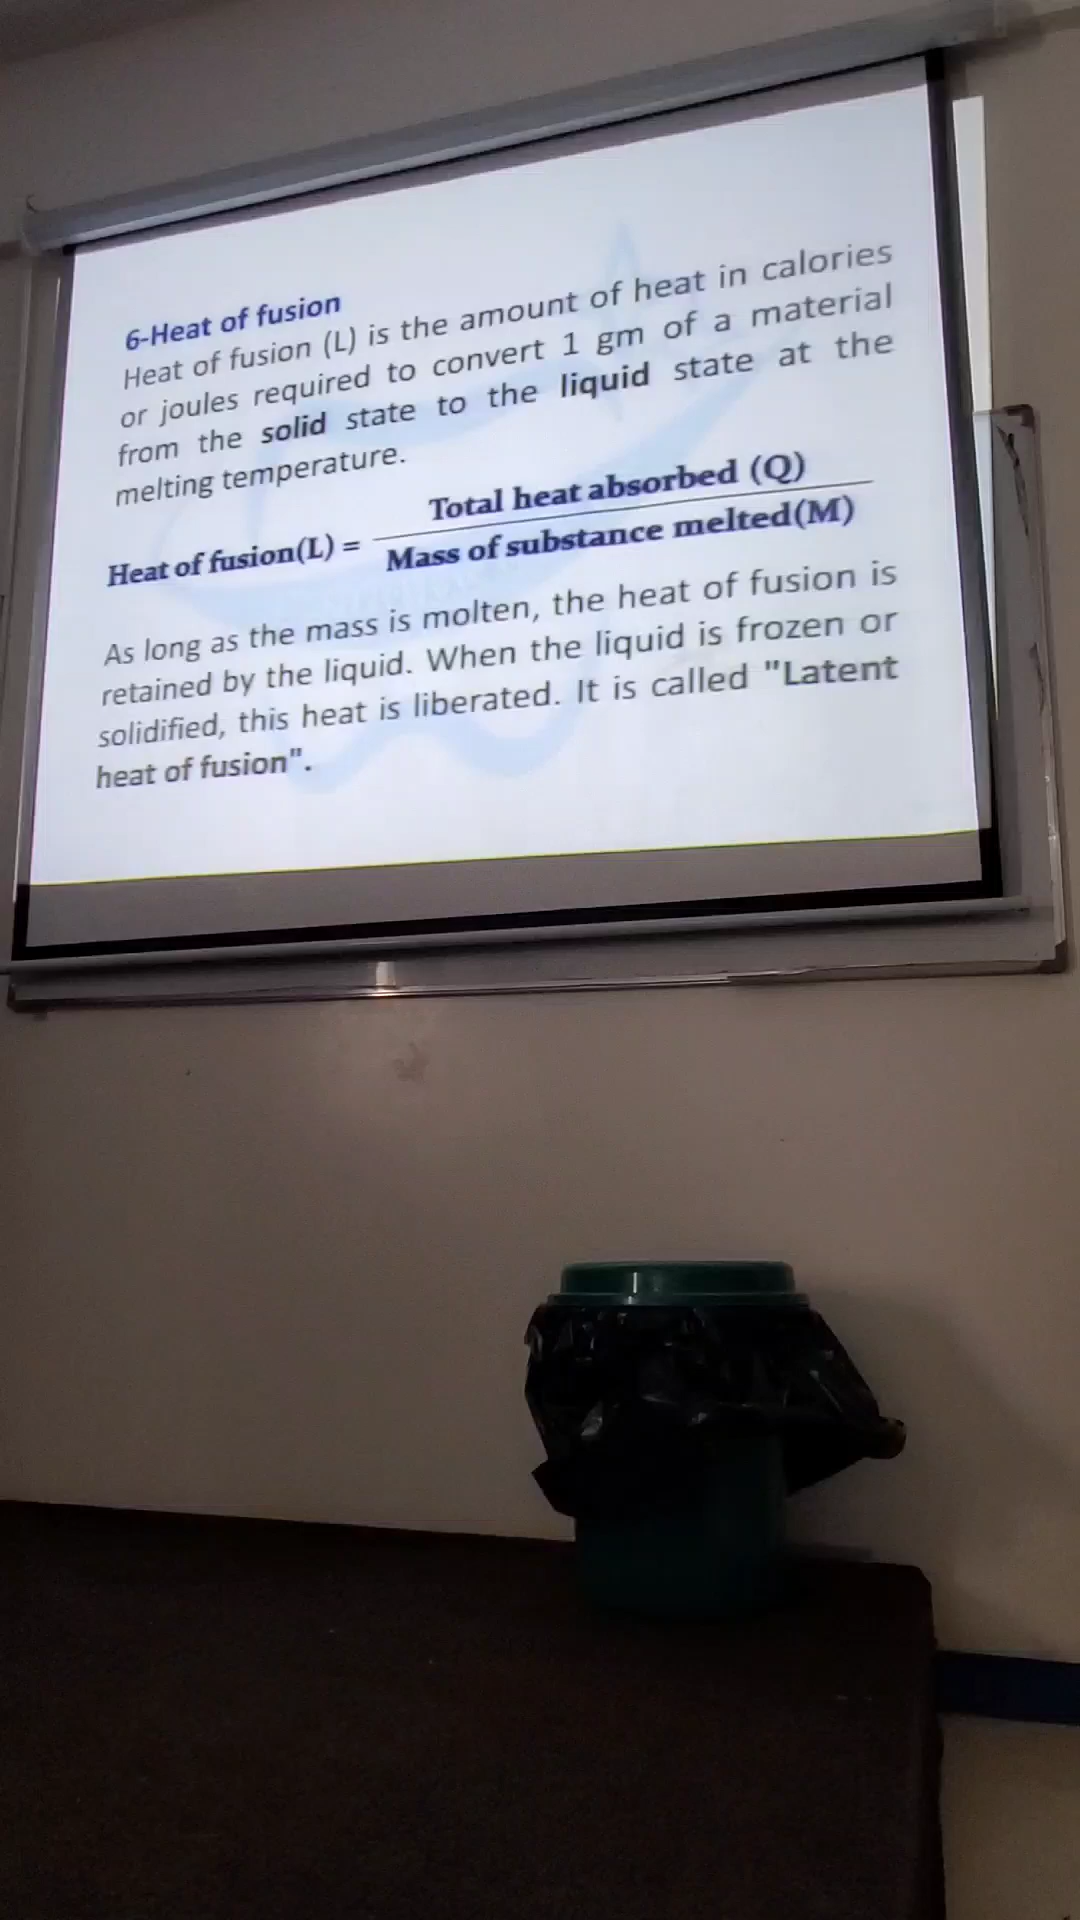 6-Heat of fusion
Heat of fusion (L) is the amount of heat in calories
or joules required to convert 1 gm of a material
from the solid state to the liquid state at the
melting temperature.
Heat of fusion(L) = Total heat absorbed (Q)
Mass of substance melted(M)
As long as the mass is molten, the heat of fusion is
retained by the liquid. When the liquid is frozen or
solidified, this heat is liberated. It is called "Latent
heat of fusion".